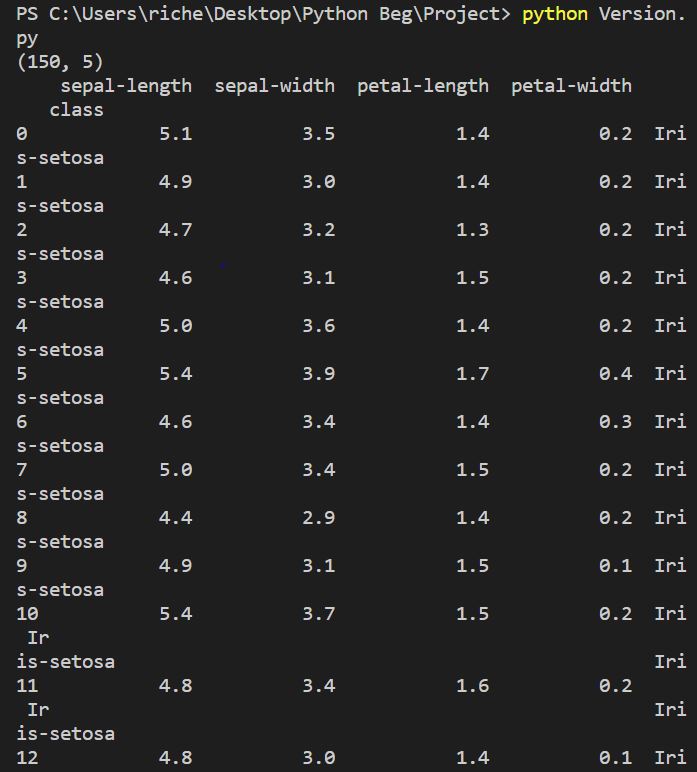 PS C:\Users\riche\Desktop\Python Beg\Project> python Version.
py
(150, 5)
    sepal-length  sepal-width  petal-length  petal-width
   class
0            5.1          3.5           1.4          0.2  Iri
s-setosa
1            4.9          3.0           1.4          0.2  Iri
s-setosa
2            4.7          3.2           1.3          0.2  Iri
s-setosa
3            4.6          3.1           1.5          0.2  Iri
s-setosa
4            5.0          3.6           1.4          0.2  Iri
s-setosa
5            5.4          3.9           1.7          0.4  Iri
s-setosa
6            4.6          3.4           1.4          0.3  Iri
s-setosa
7            5.0          3.4           1.5          0.2  Iri
s-setosa
8            4.4          2.9           1.4          0.2  Iri
s-setosa
9            4.9          3.1           1.5          0.1  Iri
s-setosa
10           5.4          3.7           1.5          0.2  Iri
 Ir
is-setosa                                                 Iri
11           4.8          3.4           1.6          0.2
 Ir                                                       Iri
is-setosa
12           4.8          3.0           1.4          0.1  Iri